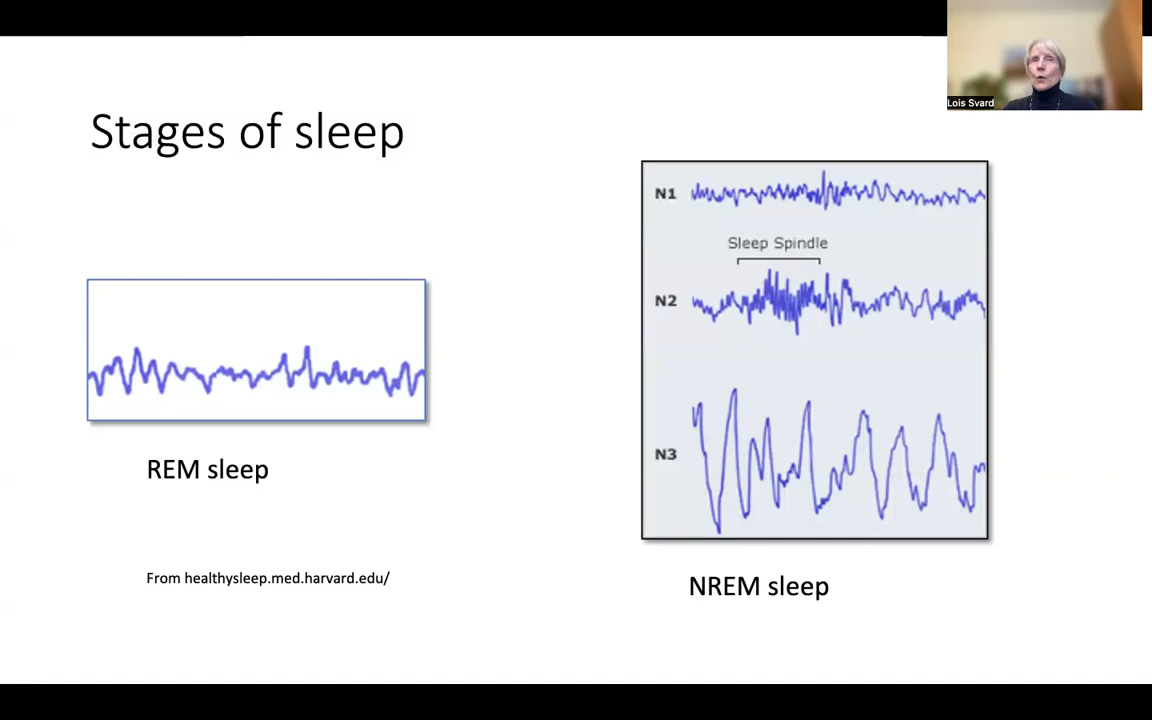 Lois Svard
Stages of sleep
N1
Sleep Spindle
N2
N3
REM sleep
From healthysleep.med.harvard.edu/
NREM sleep